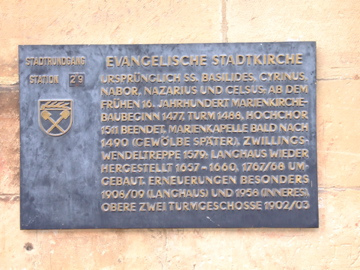 STADTRUNDGANG
STATION 29
EVANGELISCHE STADTKIRCHE
URSPRÜNGLICH SS. BASILIDES, CYRINUS,
NABOR, NAZARIUS UND CELSUS; AB DEM
FRÜHEN 16. JAHRHUNDERT MARIENKIRCHE-
BAUBEGINN 1477, TURM 1488, HOCHCHOR
1511 BEENDET, MARIENKAPELLE BALD NACH
1490 (GEWÖLBE SPÄTER), ZWILLINGS-
WENDELTREPPE 1579; LANGHAUS WIEDER
HERGESTELLT 1657-1660, 1767/68 UM-
GEBAUT. ERNEUERUNGEN BESONDERS
1908/09 (LANGHAUS) UND 1958 (INNERES),
OBERE ZWEI TURMGESCHOSSE 1902/03